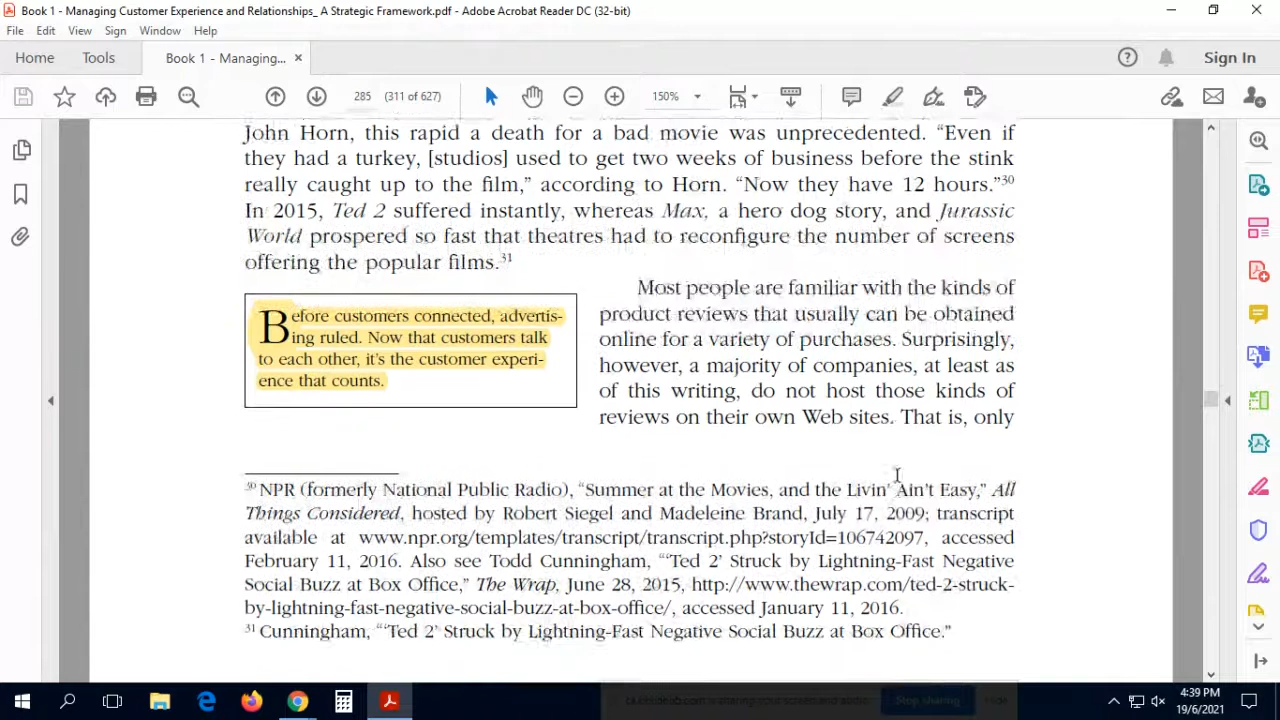 Book 1 - Managing Customer Experience and Relationships_ A Strategic Framework.pdf - Adobe Acrobat Reader DC (32-bit)
File Edit View Sign Window Help
Home Tools Book 1 - Managing... × Sign In
285 (311 of 627) 150%
John Horn, this rapid a death for a bad movie was unprecedented. “Even if
they had a turkey, [studios] used to get two weeks of business before the stink
really caught up to the film,” according to Horn. “Now they have 12 hours.”30
In 2015, Ted 2 suffered instantly, whereas Max, a hero dog story, and Jurassic
World prospered so fast that theatres had to reconfigure the number of screens
offering the popular films.31
Before customers connected, advertis-
ing ruled. Now that customers talk
to each other, it’s the customer experi-
ence that counts.
Most people are familiar with the kinds of
product reviews that usually can be obtained
online for a variety of purchases. Surprisingly,
however, a majority of companies, at least as
of this writing, do not host those kinds of
reviews on their own Web sites. That is, only
30 NPR (formerly National Public Radio), “Summer at the Movies, and the Livin’ Ain’t Easy,” All
Things Considered, hosted by Robert Siegel and Madeleine Brand, July 17, 2009; transcript
available at www.npr.org/templates/transcript/transcript.php?storyId=106742097, accessed
February 11, 2016. Also see Todd Cunningham, “‘Ted 2’ Struck by Lightning-Fast Negative
Social Buzz at Box Office,” The Wrap, June 28, 2015, http://www.thewrap.com/ted-2-struck-
by-lightning-fast-negative-social-buzz-at-box-office/, accessed January 11, 2016.
31 Cunningham, “‘Ted 2’ Struck by Lightning-Fast Negative Social Buzz at Box Office.”
is sharing your screen and audio. Stop sharing Hide
4:39 PM
19/6/2021